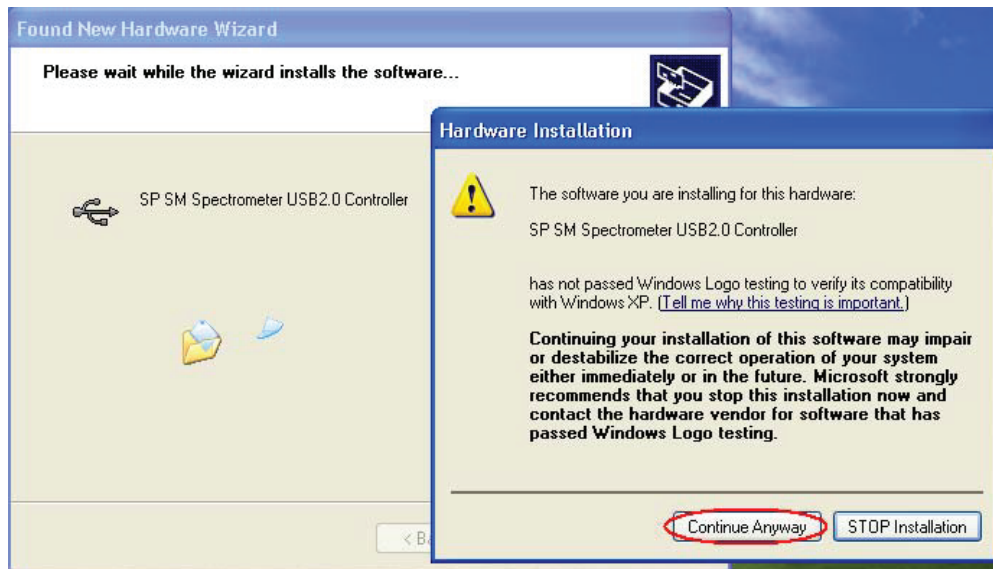 Found New Hardware Wizard
Please wait while the wizard installs the software...
SP SM Spectrometer USB2.0 Controller
Hardware Installation
The software you are installing for this hardware:
SP SM Spectrometer USB2.0 Controller
has not passed Windows Logo testing to verify its compatibility
with Windows XP. (Tell me why this testing is important.)
Continuing your installation of this software may impair
or destabilize the correct operation of your system
either immediately or in the future. Microsoft strongly
recommends that you stop this installation now and
contact the hardware vendor for software that has
passed Windows Logo testing.
Continue Anyway
STOP Installation